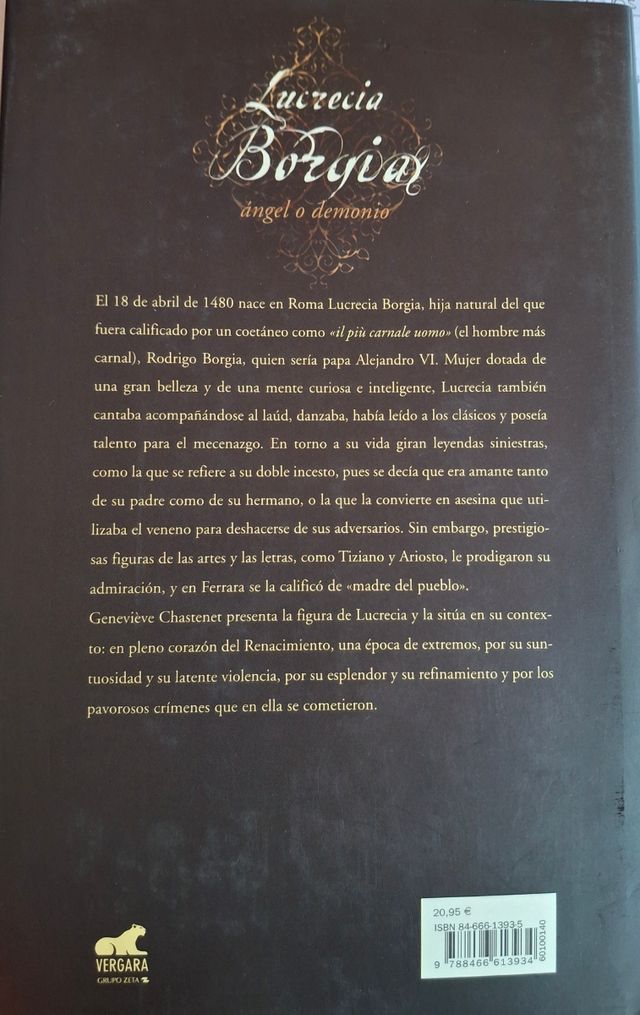 Lucrecia
Borgia
ángel o demonio
El 18 de abril de 1480 nace en Roma Lucrecia Borgia, hija natural del que
fuera calificado por un coetáneo como «il più carnale uomo» (el hombre más
carnal), Rodrigo Borgia, quien sería papa Alejandro VI. Mujer dotada de
una gran belleza y de una mente curiosa e inteligente, Lucrecia también
cantaba acompañándose al laúd, danzaba, había leído a los clásicos y poseía
talento para el mecenazgo. En torno a su vida giran leyendas siniestras,
como la que se refiere a su doble incesto, pues se decía que era amante tanto
de su padre como de su hermano, o la que la convierte en asesina que uti-
lizaba el veneno para deshacerse de sus adversarios. Sin embargo, prestigio-
sas figuras de las artes y las letras, como Tiziano y Ariosto, le prodigaron su
admiración, y en Ferrara se la calificó de «madre del pueblo».
Geneviève Chastenet presenta la figura de Lucrecia y la sitúa en su contex-
to: en pleno corazón del Renacimiento, una época de extremos, por su sun-
tuosidad y su latente violencia, por su esplendor y su refinamiento y por los
pavorosos crímenes que en ella se cometieron.
VERGARA
GRUPO ZETA
20,95 €
ISBN 84-666-1393-5
9 788466 613934
60100140